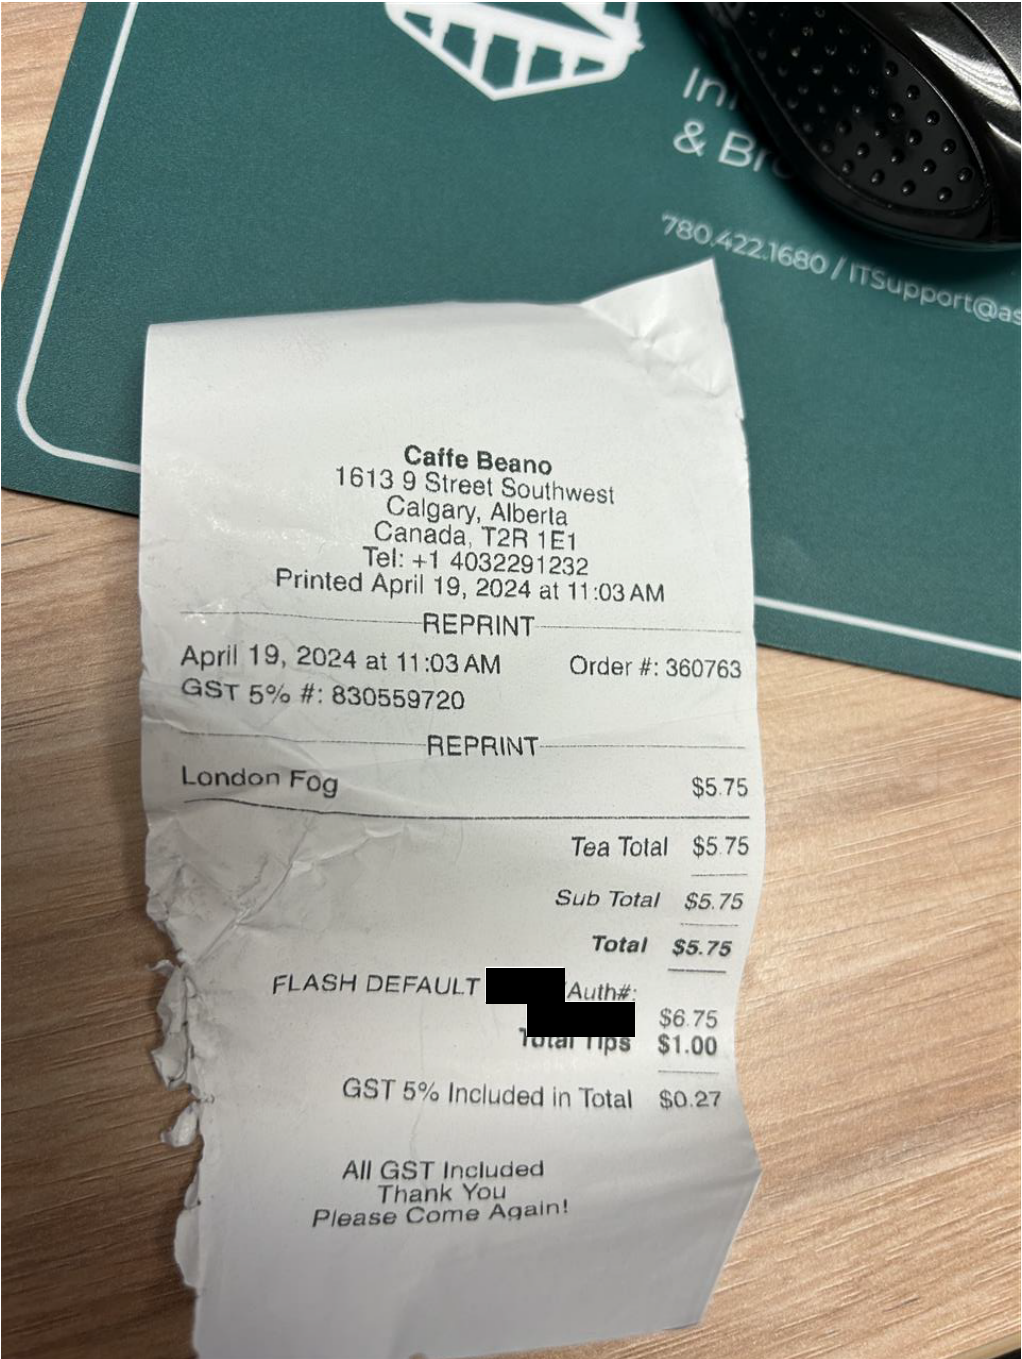 & Br
780.422.1680 / ITSupport@as
Caffe Beano
1613 9 Street Southwest
Calgary, Alberta
Canada, T2R 1E1
Tel: +1 4032291232
Printed April 19, 2024 at 11:03 AM
REPRINT
April 19, 2024 at 11:03 AM Order #: 360763
GST 5% #: 830559720
REPRINT
London Fog $5.75
Tea Total $5.75
Sub Total $5.75
Total $5.75
FLASH DEFAULT /Auth#:
$6.75
Total Tips $1.00
GST 5% Included in Total $0.27
All GST Included
Thank You
Please Come Again!